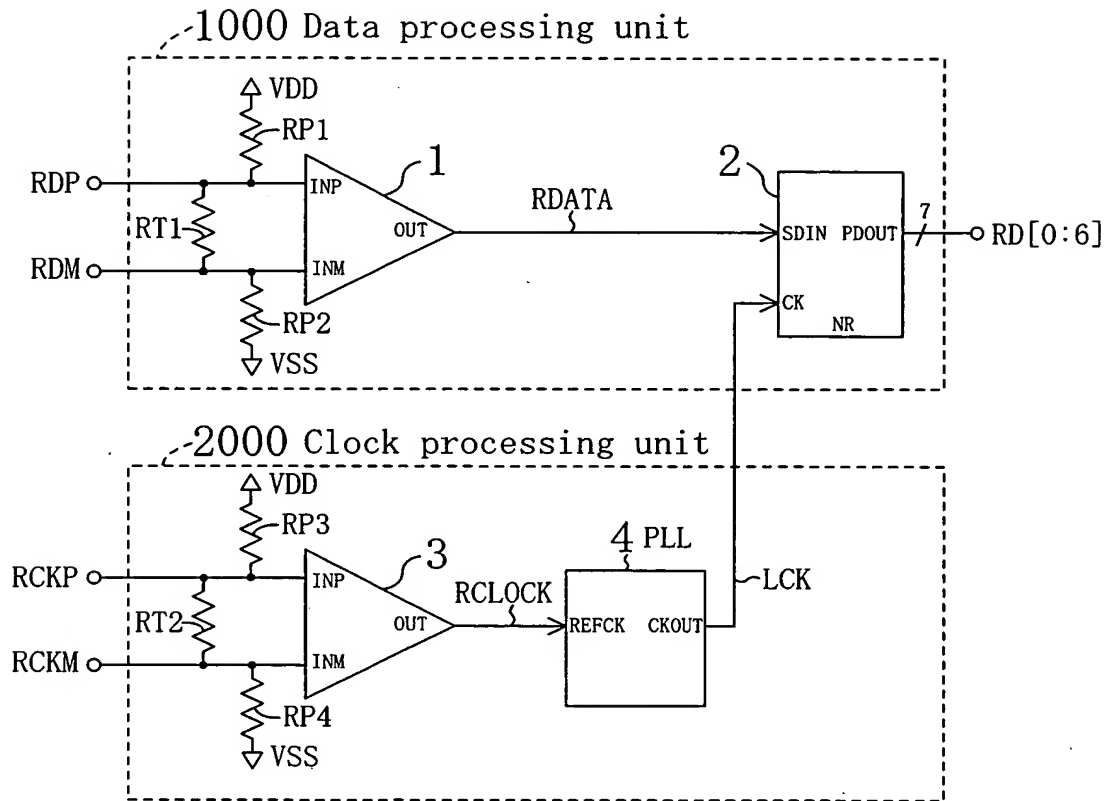 1000 Data processing unit
VDD
RP1
RDP
INP
1
2
RT1
OUT
RDATA
SDIN PDOUT
7
RD[0:6]
RDM
INM
CK
RP2
NR
VSS
2000 Clock processing unit
VDD
RP3
4 PLL
RCKP
INP
3
LCK
RT2
OUT
RCLOCK
REFCK CKOUT
RCKM
INM
RP4
VSS